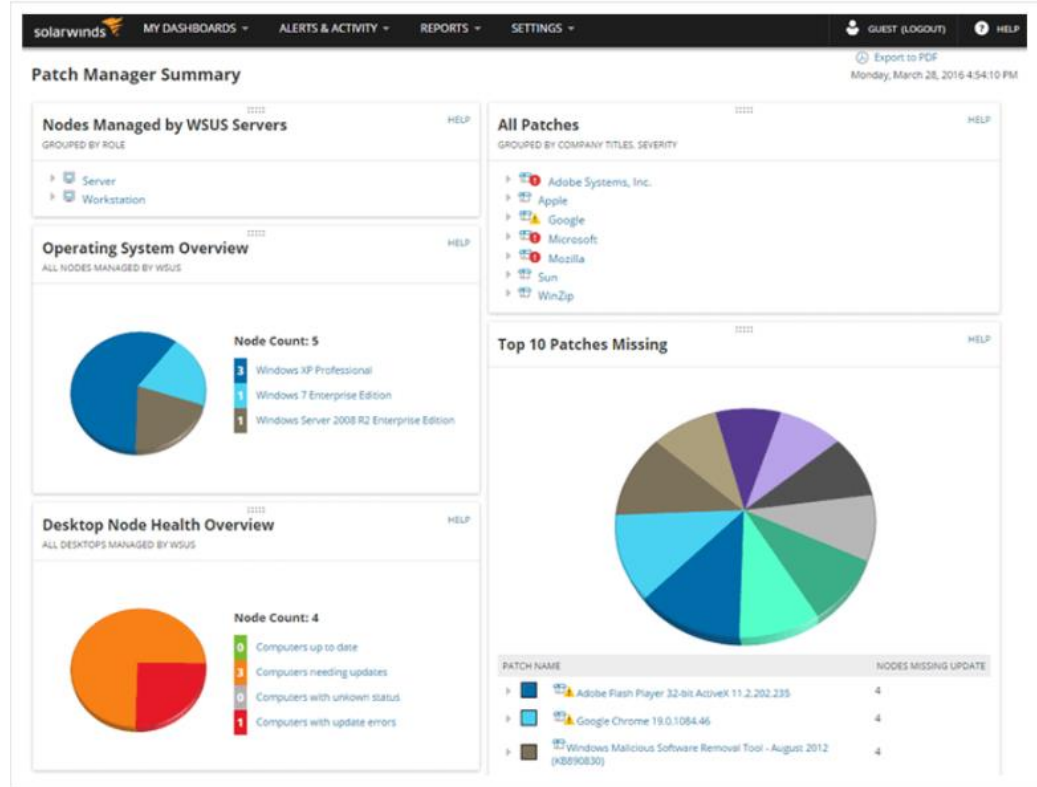 solarwinds
MY DASHBOARDS
ALERTS & ACTIVITY
REPORTS
SETTINGS
GUEST (LOGOUT)
? HELP
Export to PDF
Patch Manager Summary
Monday, March 28, 2016 4:54:10 PM
Nodes Managed by WSUS Servers
HELP
GROUPED BY ROLE
Server
Workstation
Operating System Overview
HELP
ALL NODES MANAGED BY WSUS
Node Count: 5
3 Windows XP Professional
1 Windows 7 Enterprise Edition
1 Windows Server 2008 R2 Enterprise Edition
Desktop Node Health Overview
HELP
ALL DESKTOPS MANAGED BY WSUS
Node Count: 4
0 Computers up to date
3 Computers needing updates
0 Computers with unkown status
1 Computers with update errors
All Patches
HELP
GROUPED BY COMPANY TITLES, SEVERITY
Adobe Systems, Inc.
Apple
Google
Microsoft
Mozilla
Sun
WinZip
Top 10 Patches Missing
HELP
PATCH NAME NODES MISSING UPDATE
Adobe Flash Player 32-bit ActiveX 11.2.202.235 4
Google Chrome 19.0.1084.46 4
Windows Malicious Software Removal Tool - August 2012 4
(KB890830)